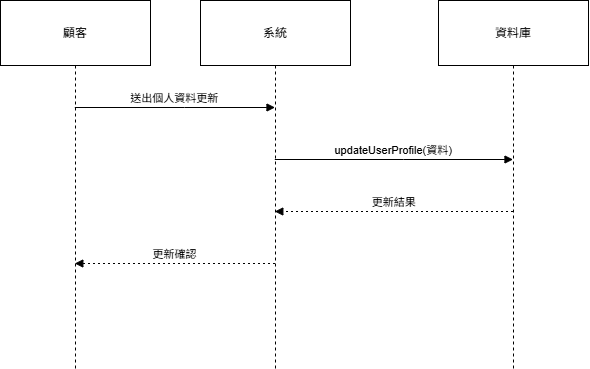 顧客
系統
資料庫
送出個人資料更新
updateUserProfile(資料)
更新結果
更新確認